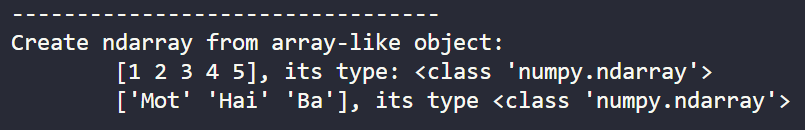 ----------------------------------
Create ndarray from array-like object:
[1 2 3 4 5], its type: <class 'numpy.ndarray'>
['Mot' 'Hai' 'Ba'], its type <class 'numpy.ndarray'>